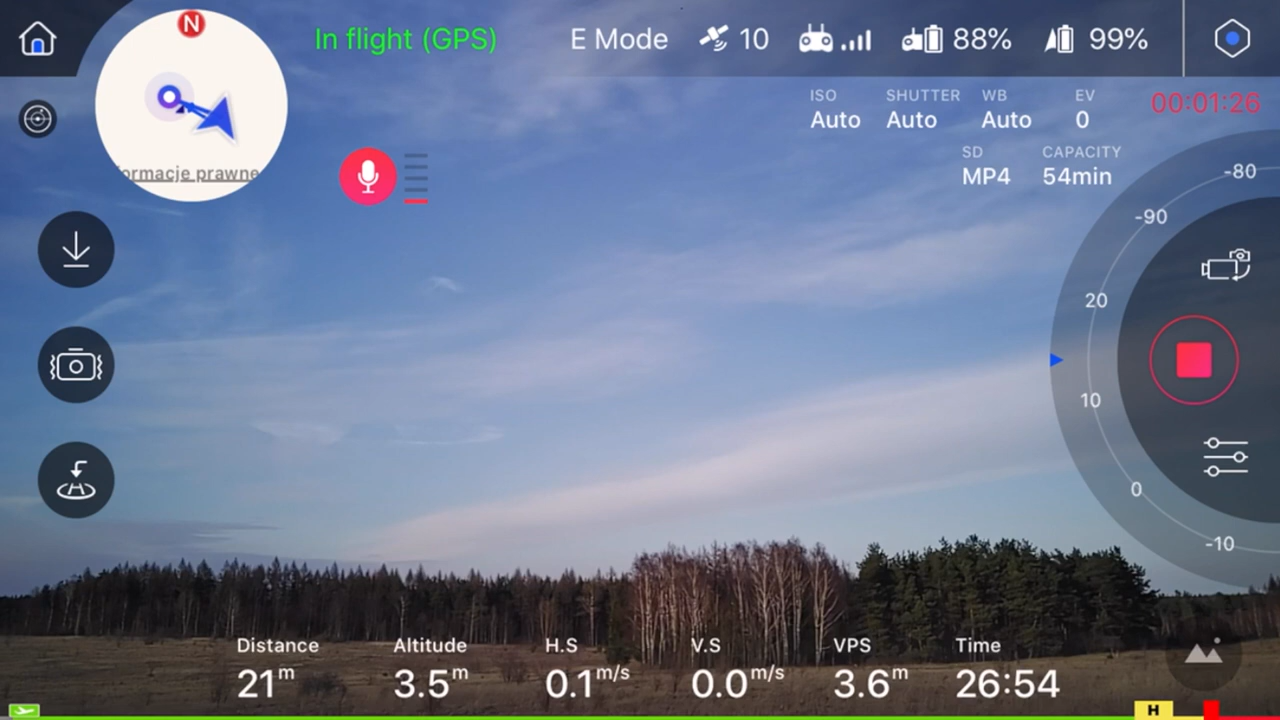 N
In flight (GPS)
E Mode
10
88%
99%
ISO
Auto
SHUTTER
Auto
WB
Auto
EV
0
00:01:26
SD
MP4
CAPACITY
54min
ormacje prawne
-80
-90
20
10
0
-10
Distance
21m
Altitude
3.5m
H.S
0.1m/s
V.S
0.0m/s
VPS
3.6m
Time
26:54
H